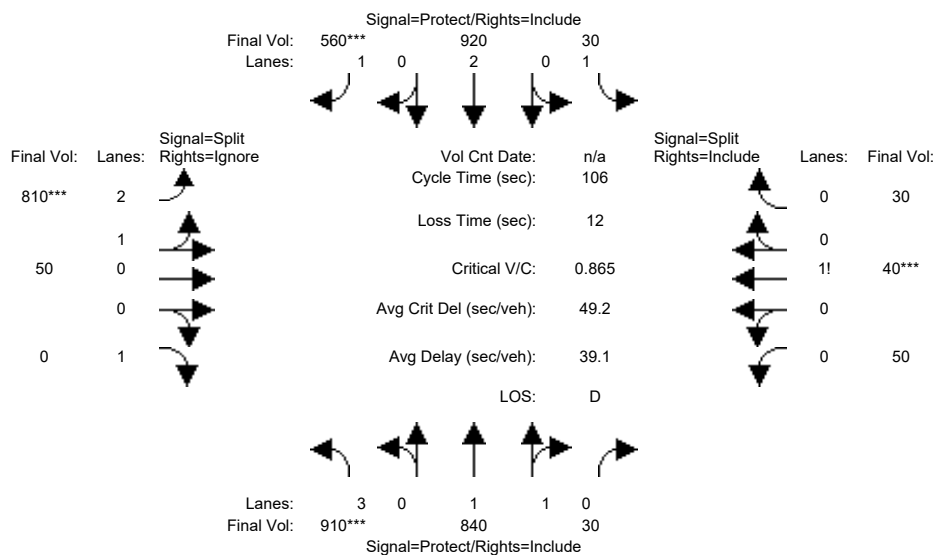 Signal=Protect/Rights=Include
Final Vol: 560*** 920 30
Lanes: 1 0 2 0 1
Signal=Split
Final Vol: Lanes: Rights=Ignore
Vol Cnt Date: n/a
Signal=Split
Rights=Include Lanes: Final Vol:
Cycle Time (sec): 106
810*** 2
0 30
Loss Time (sec): 12
1
0
50 0
Critical V/C: 0.865
1! 40***
0
Avg Crit Del (sec/veh): 49.2
0
0 1
Avg Delay (sec/veh): 39.1
0 50
LOS: D
Lanes: 3 0 1 1 0
Final Vol: 910*** 840 30
Signal=Protect/Rights=Include